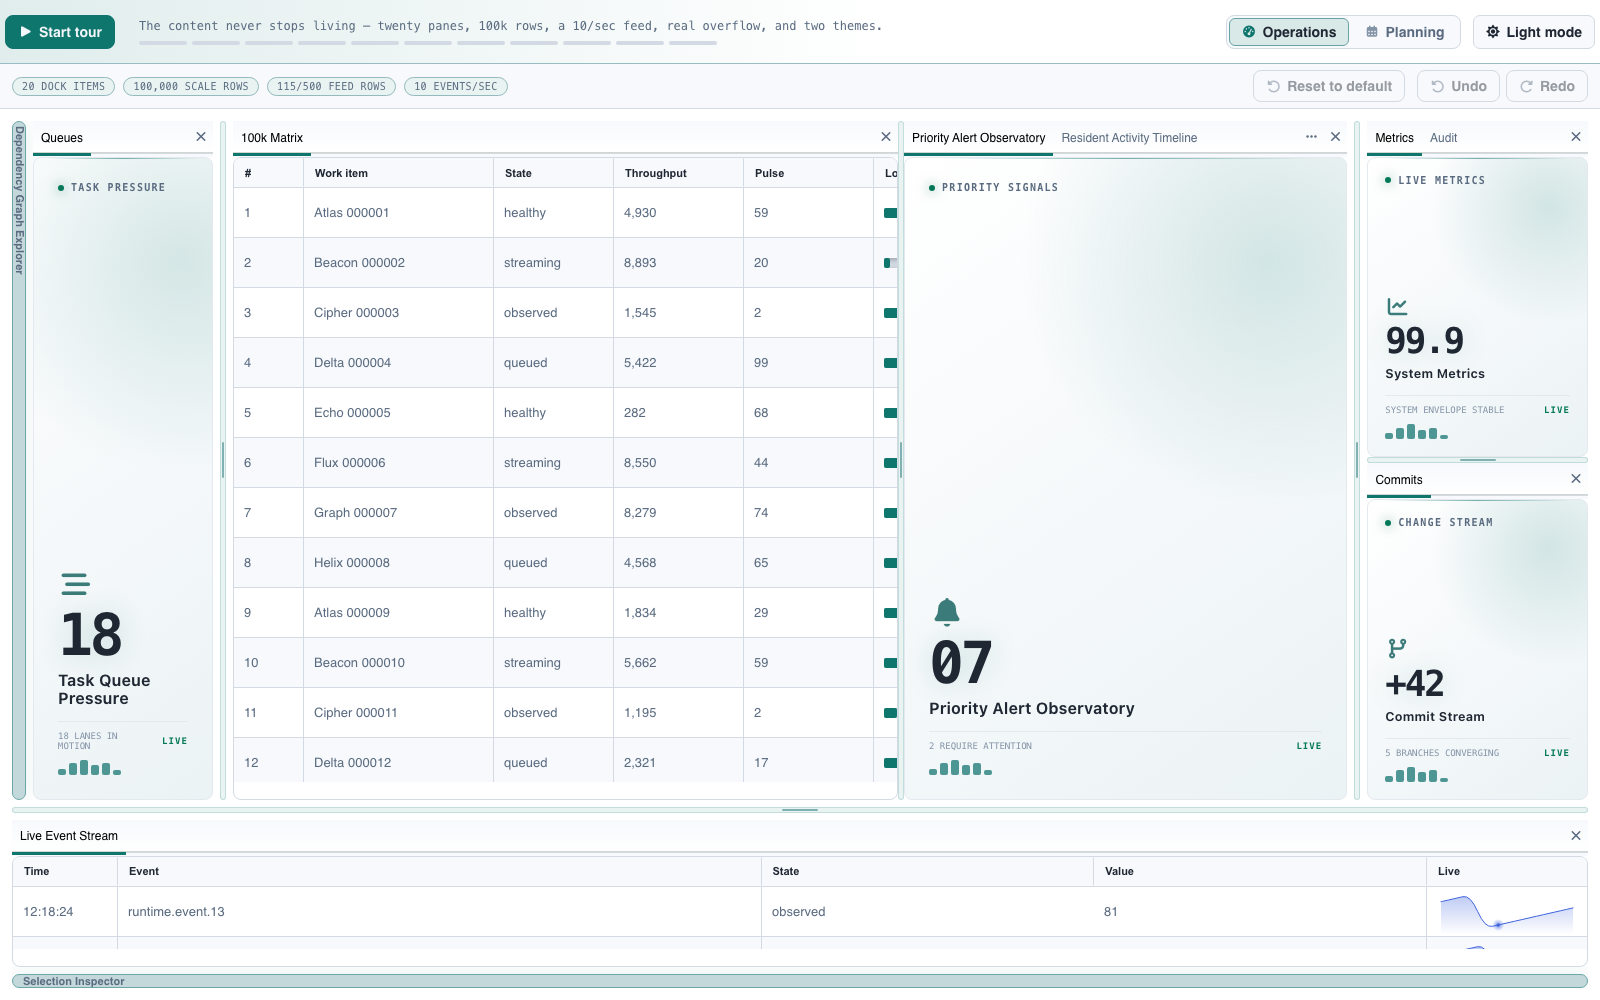 Start tour
The content never stops living — twenty panes, 100k rows, a 10/sec feed, real overflow, and two themes.
Operations
Planning
Light mode
20 DOCK ITEMS
100,000 SCALE ROWS
115/500 FEED ROWS
10 EVENTS/SEC
Reset to default
Undo
Redo
Dependency Graph Explorer
Queues
TASK PRESSURE
18
Task Queue
Pressure
18 LANES IN
MOTION
LIVE
100k Matrix
# Work item State Throughput Pulse Lo
1 Atlas 000001 healthy 4,930 59
2 Beacon 000002 streaming 8,893 20
3 Cipher 000003 observed 1,545 2
4 Delta 000004 queued 5,422 99
5 Echo 000005 healthy 282 68
6 Flux 000006 streaming 8,550 44
7 Graph 000007 observed 8,279 74
8 Helix 000008 queued 4,568 65
9 Atlas 000009 healthy 1,834 29
10 Beacon 000010 streaming 5,662 59
11 Cipher 000011 observed 1,195 2
12 Delta 000012 queued 2,321 17
Priority Alert Observatory
Resident Activity Timeline
PRIORITY SIGNALS
07
Priority Alert Observatory
2 REQUIRE ATTENTION
LIVE
Metrics
Audit
LIVE METRICS
99.9
System Metrics
SYSTEM ENVELOPE STABLE
LIVE
Commits
CHANGE STREAM
+42
Commit Stream
5 BRANCHES CONVERGING
LIVE
Live Event Stream
Time Event State Value Live
12:18:24 runtime.event.13 observed 81
Selection Inspector